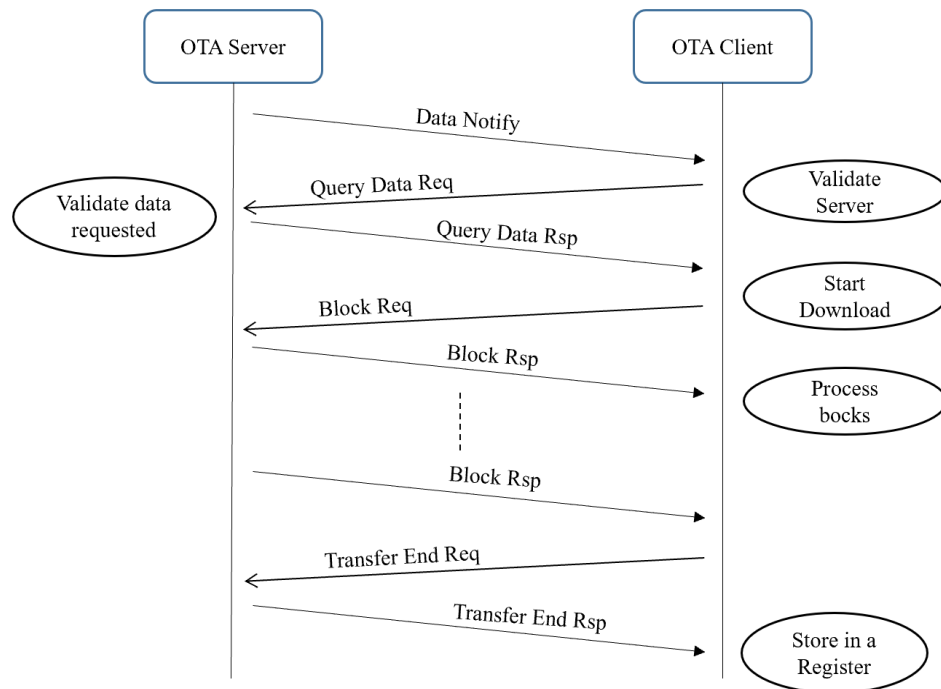 OTA Server
OTA Client
Data Notify
Query Data Req
Validate
Server
Validate data
requested
Query Data Rsp
Start
Download
Block Req
Block Rsp
Process
bocks
Block Rsp
Transfer End Req
Transfer End Rsp
Store in a
Register